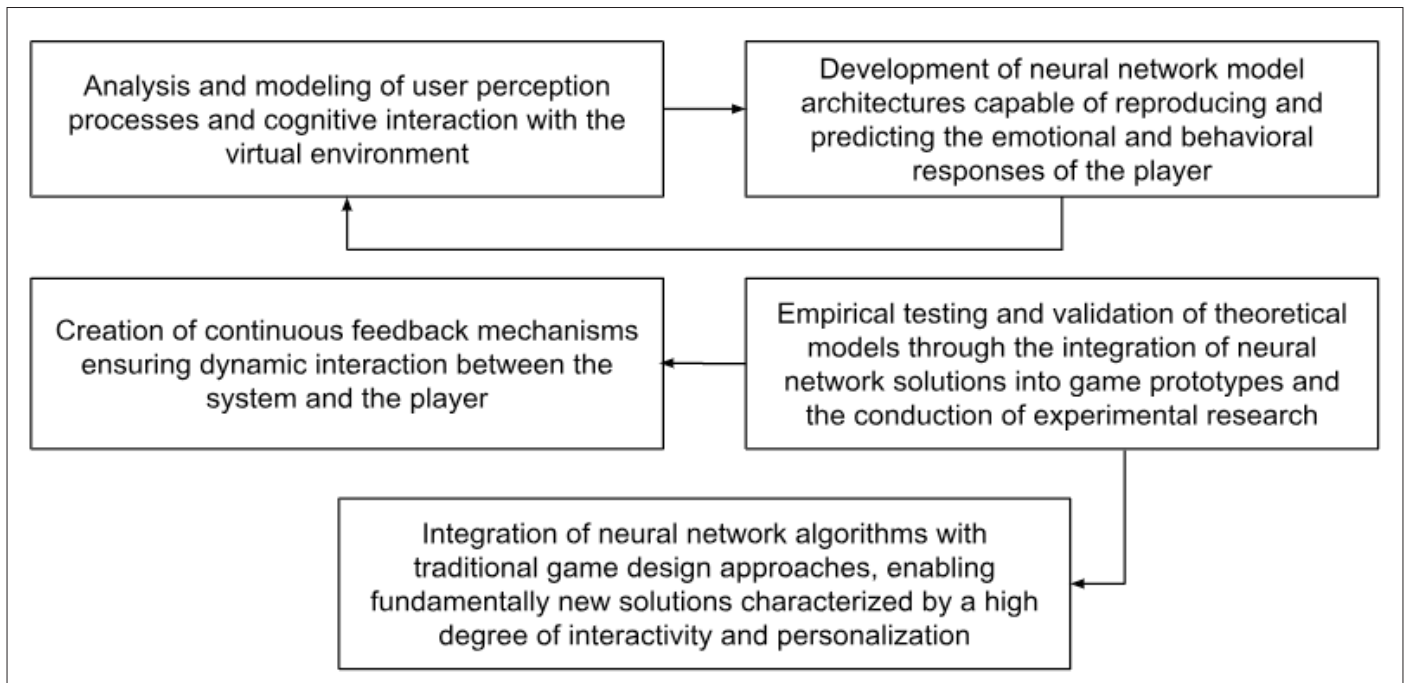 Analysis and modeling of user perception
processes and cognitive interaction with the
virtual environment
Development of neural network model
architectures capable of reproducing and
predicting the emotional and behavioral
responses of the player
Creation of continuous feedback mechanisms
ensuring dynamic interaction between the
system and the player
Empirical testing and validation of theoretical
models through the integration of neural
network solutions into game prototypes and
the conduction of experimental research
Integration of neural network algorithms with
traditional game design approaches, enabling
fundamentally new solutions characterized by a high
degree of interactivity and personalization